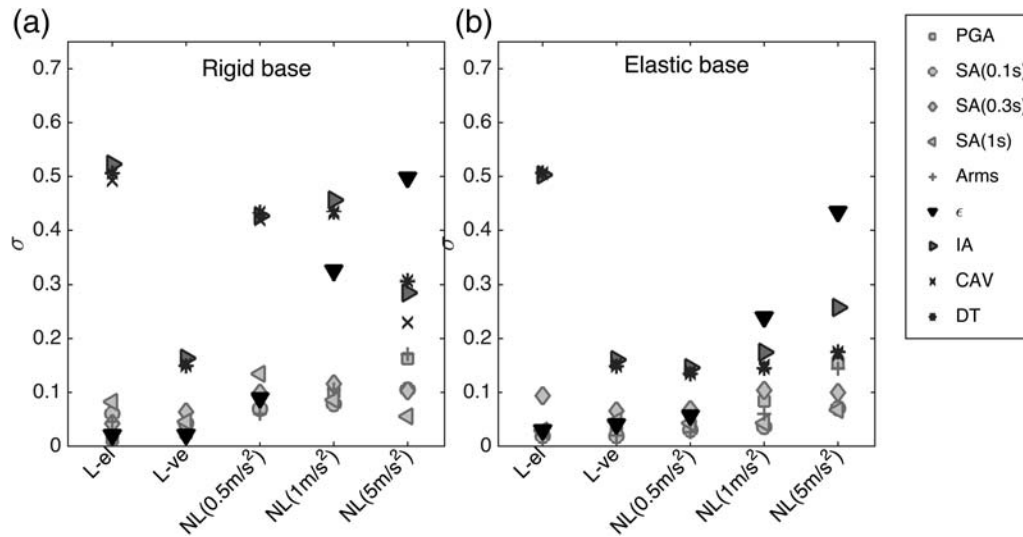 (a)
Rigid base
0.7
0.6
0.5
0.4
0.3
0.2
0.1
0
σ
L-el
L-ve
NL(0.5m/s²)
NL(1m/s²)
NL(5m/s²)
(b)
Elastic base
0.7
0.6
0.5
0.4
0.3
0.2
0.1
0
σ
L-el
L-ve
NL(0.5m/s²)
NL(1m/s²)
NL(5m/s²)
PGA
SA(0.1s)
SA(0.3s)
SA(1s)
Arms
ϵ
IA
CAV
DT